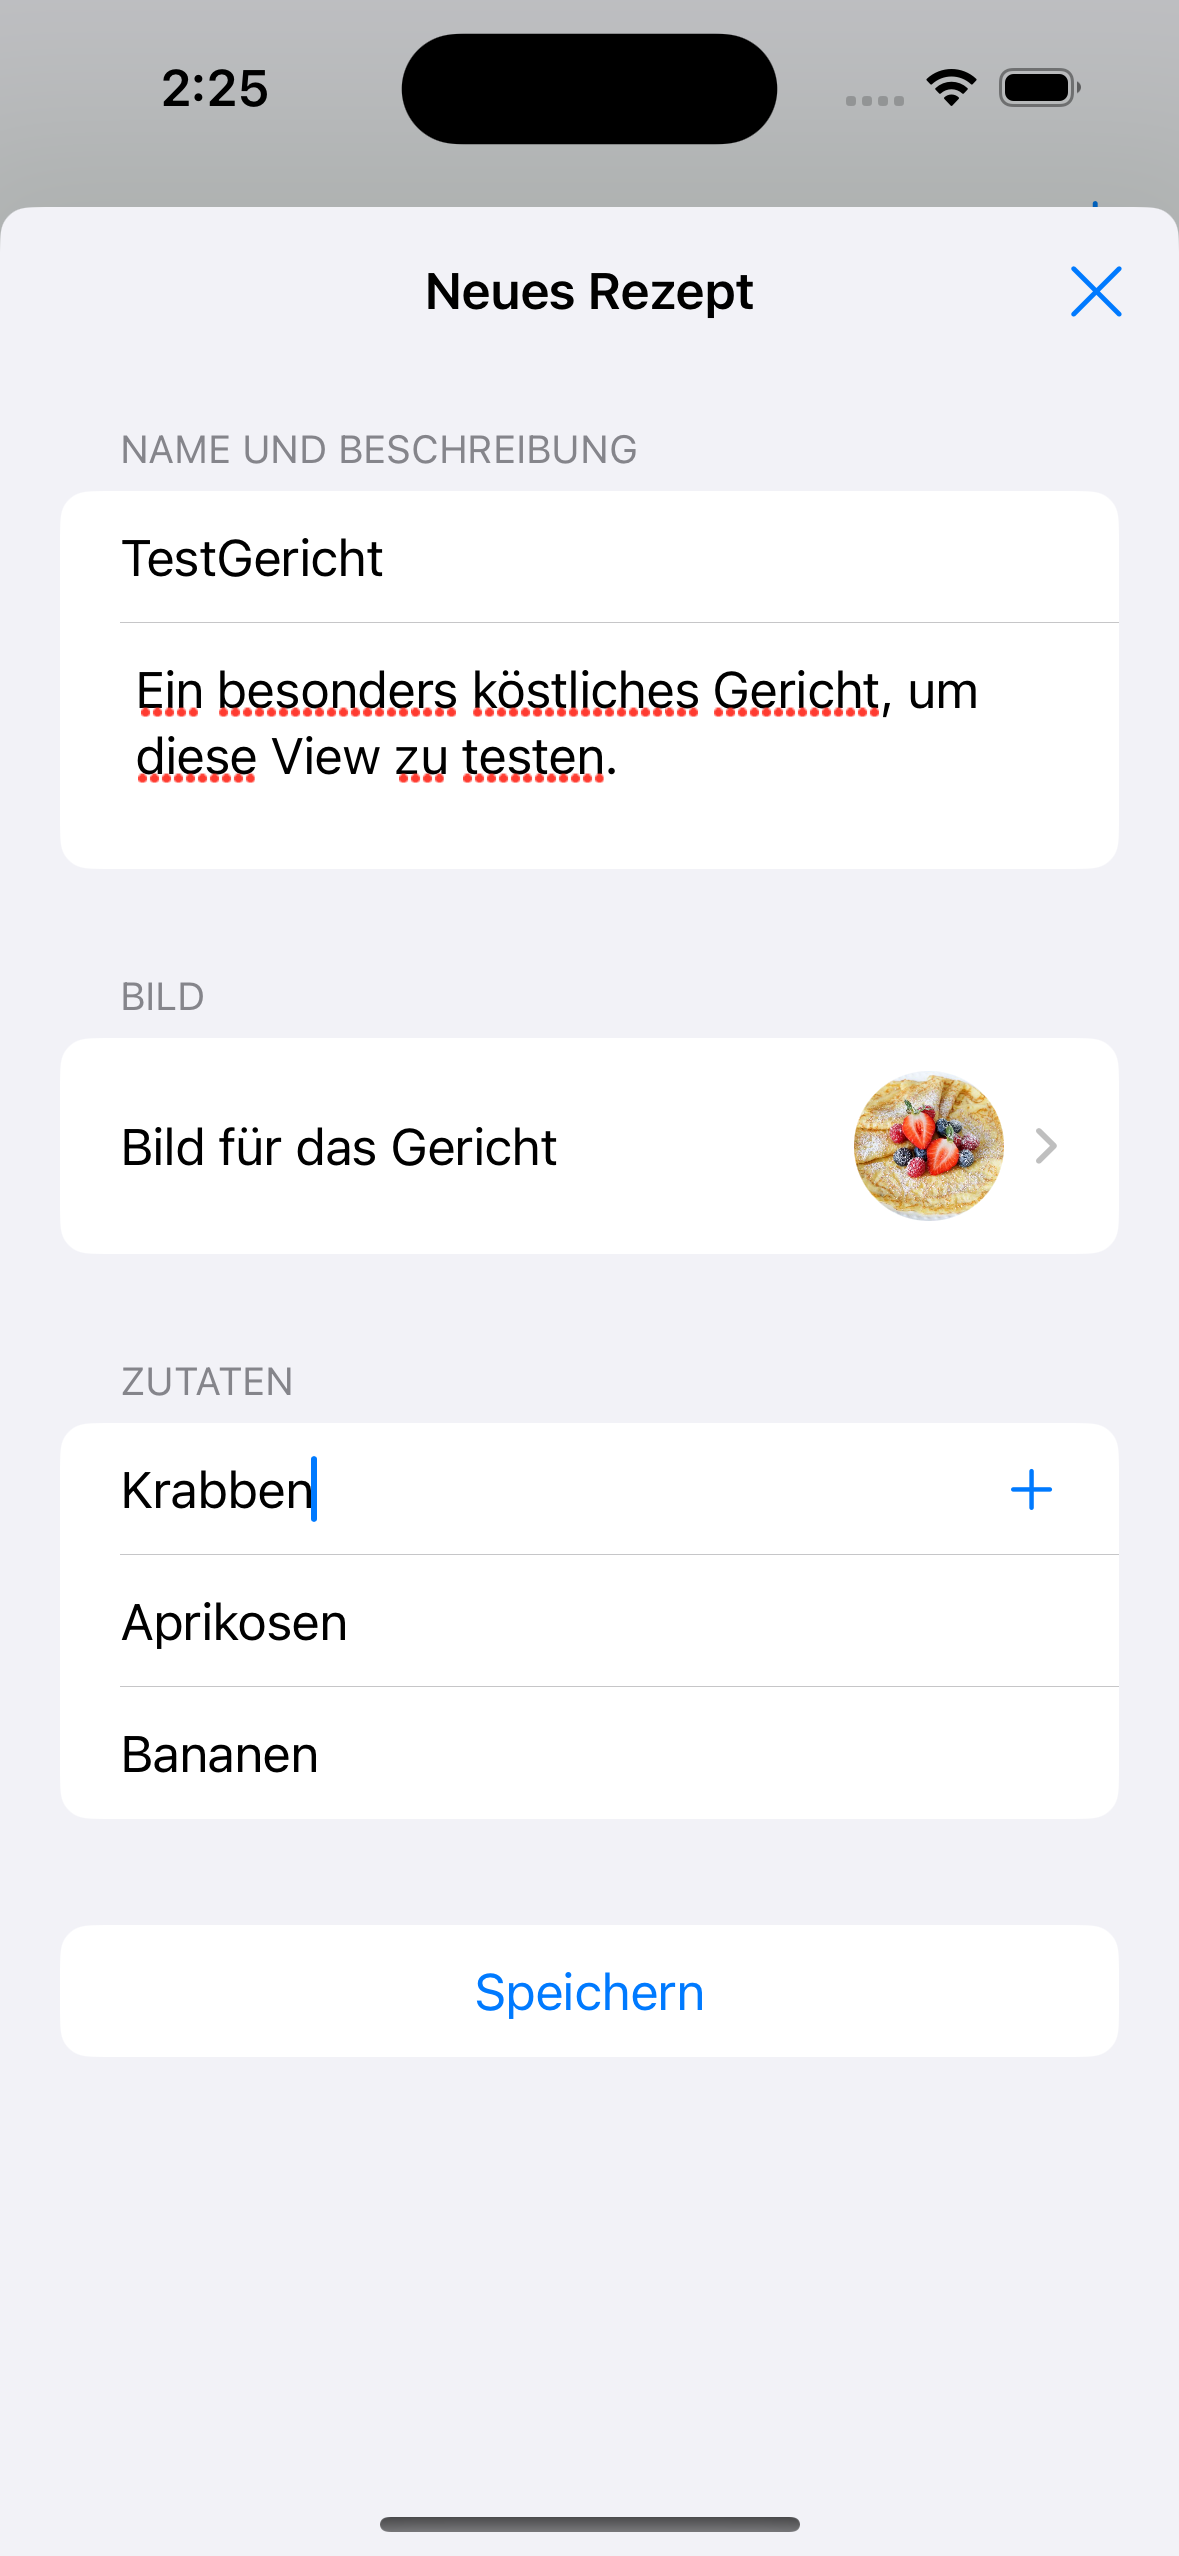 2:25
Neues Rezept
NAME UND BESCHREIBUNG
TestGericht
Ein besonders köstliches Gericht, um
diese View zu testen.
BILD
Bild für das Gericht
ZUTATEN
Krabben
Aprikosen
Bananen
Speichern